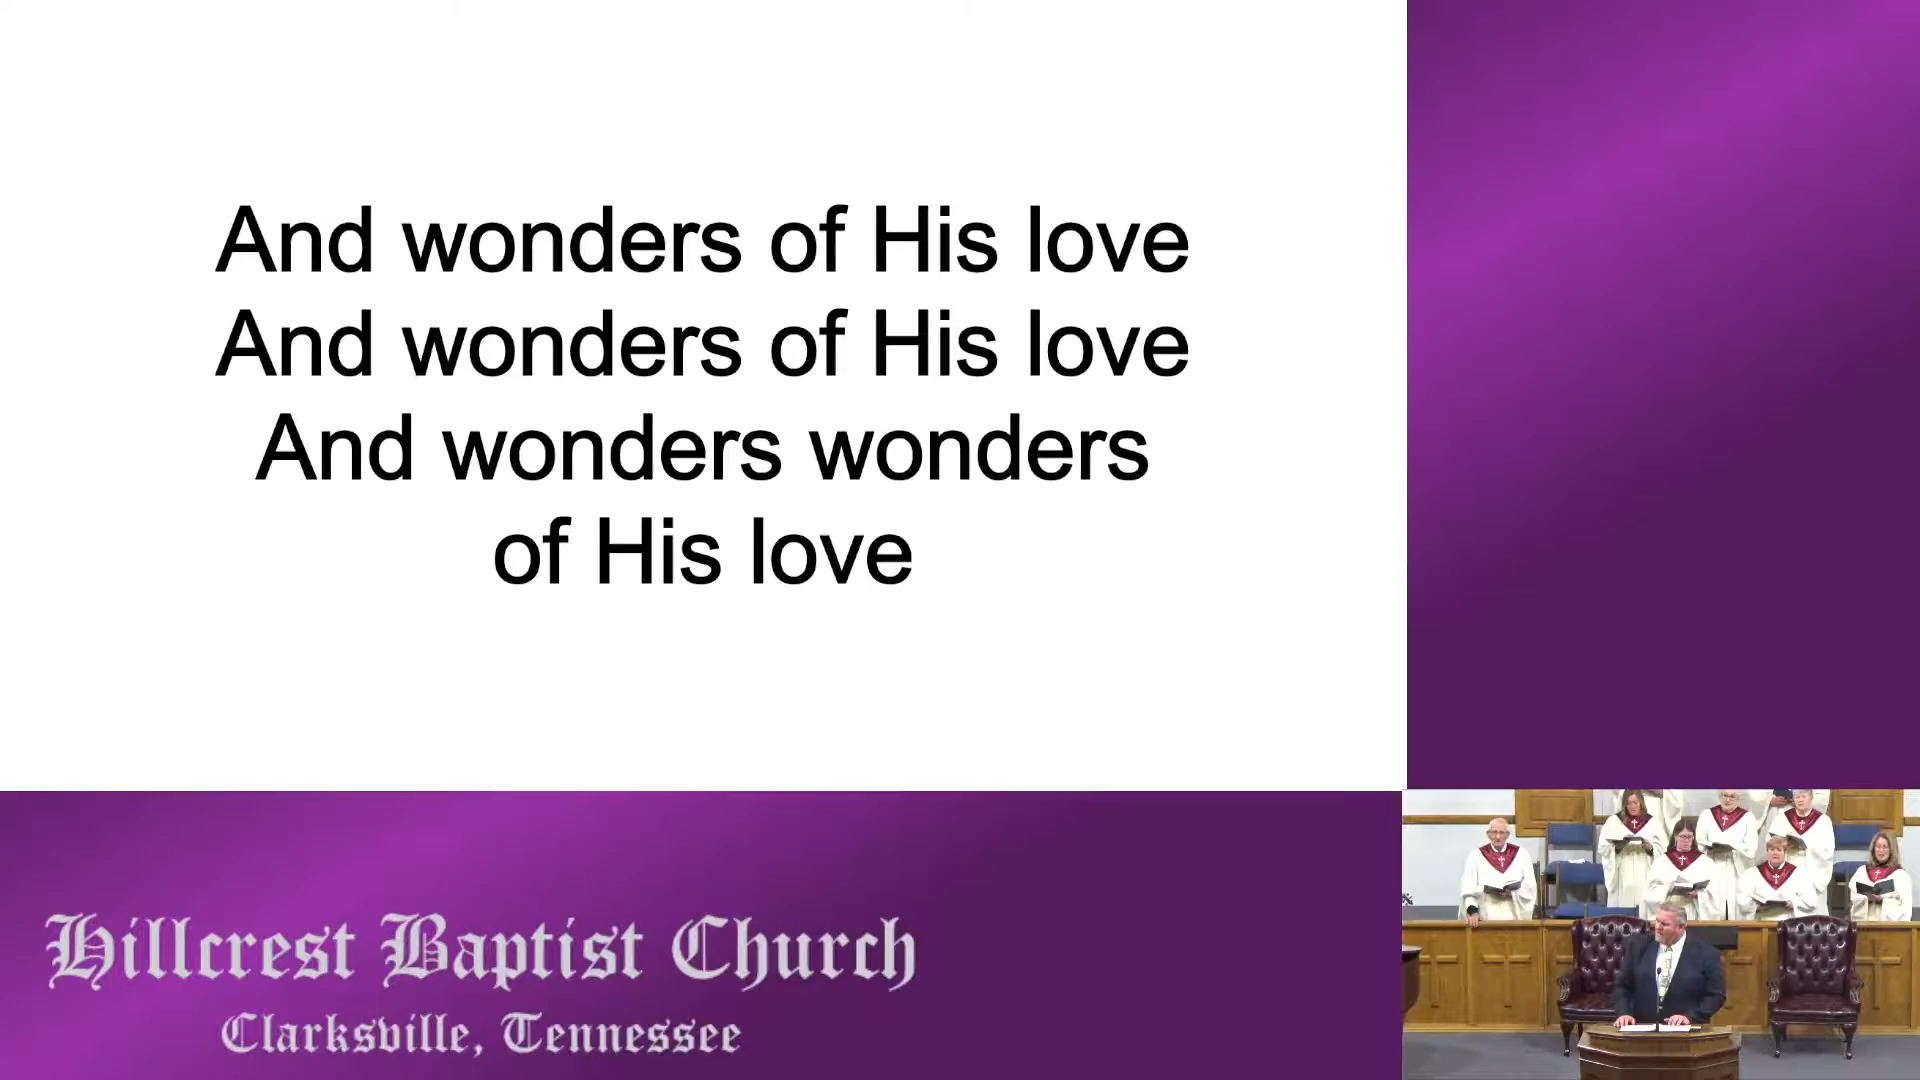 And wonders of His love
And wonders of His love
And wonders wonders
of His love
Hillcrest Baptist Church
Clarksville, Tennessee